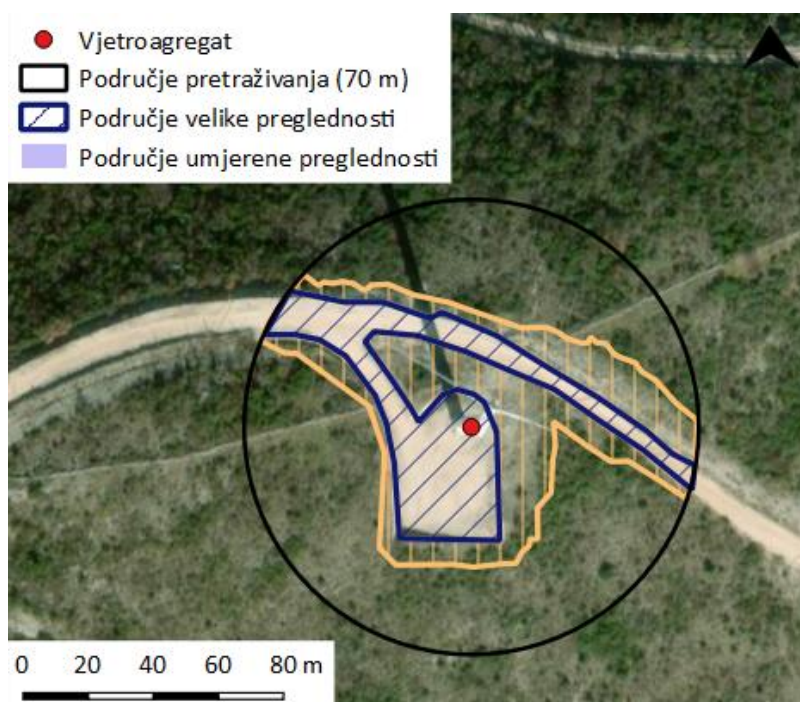 Vjetroagregat
Područje pretraživanja (70 m)
Područje velike preglednosti
Područje umjerene preglednosti
0 20 40 60 80 m